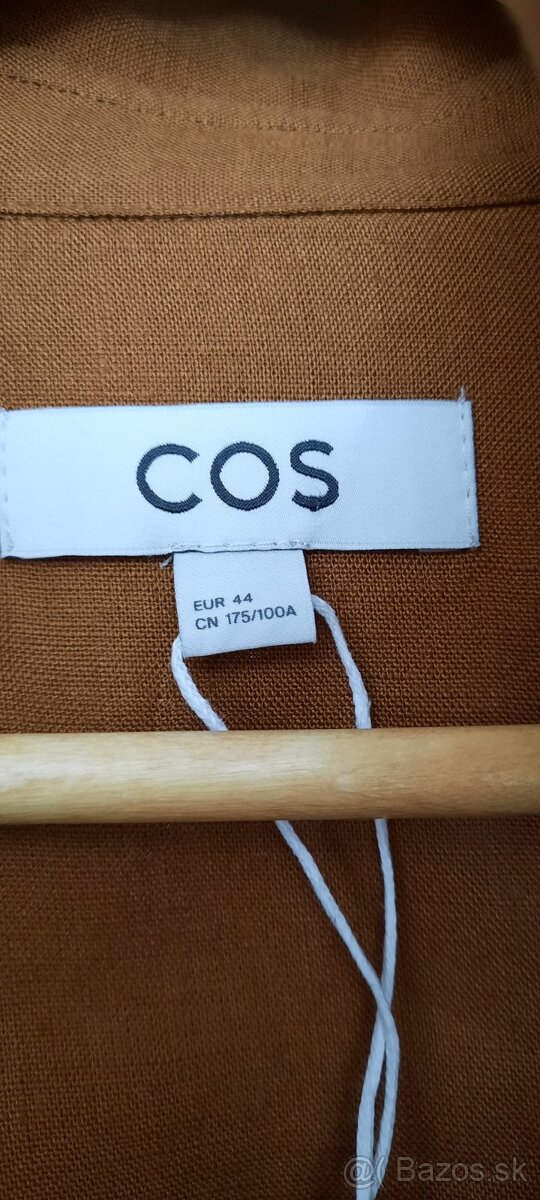 COS
EUR 44
CN 175/100A
@( Bazos.sk